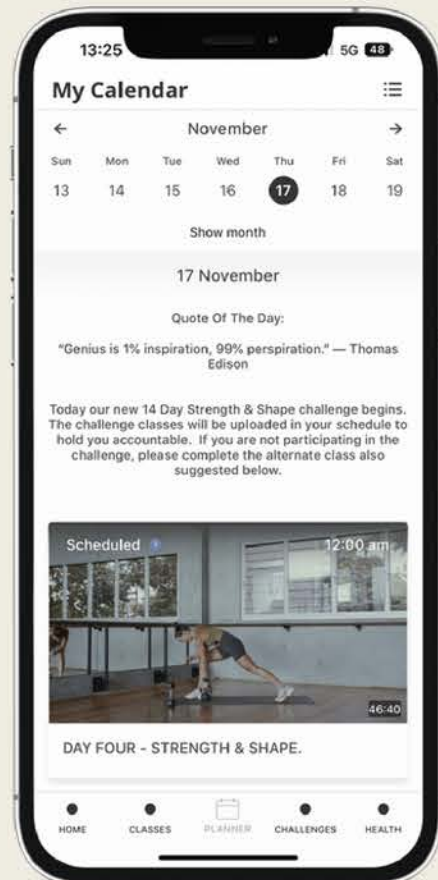 13:25
5G 48
My Calendar
November
Sun Mon Tue Wed Thu Fri Sat
13 14 15 16 17 18 19
Show month
17 November
Quote Of The Day:
“Genius is 1% inspiration, 99% perspiration.” — Thomas
Edison
Today our new 14 Day Strength & Shape challenge begins.
The challenge classes will be uploaded in your schedule to
hold you accountable. If you are not participating in the
challenge, please complete the alternate class also
suggested below.
Scheduled 12:00 am
46:40
DAY FOUR - STRENGTH & SHAPE.
HOME CLASSES PLANNER CHALLENGES HEALTH